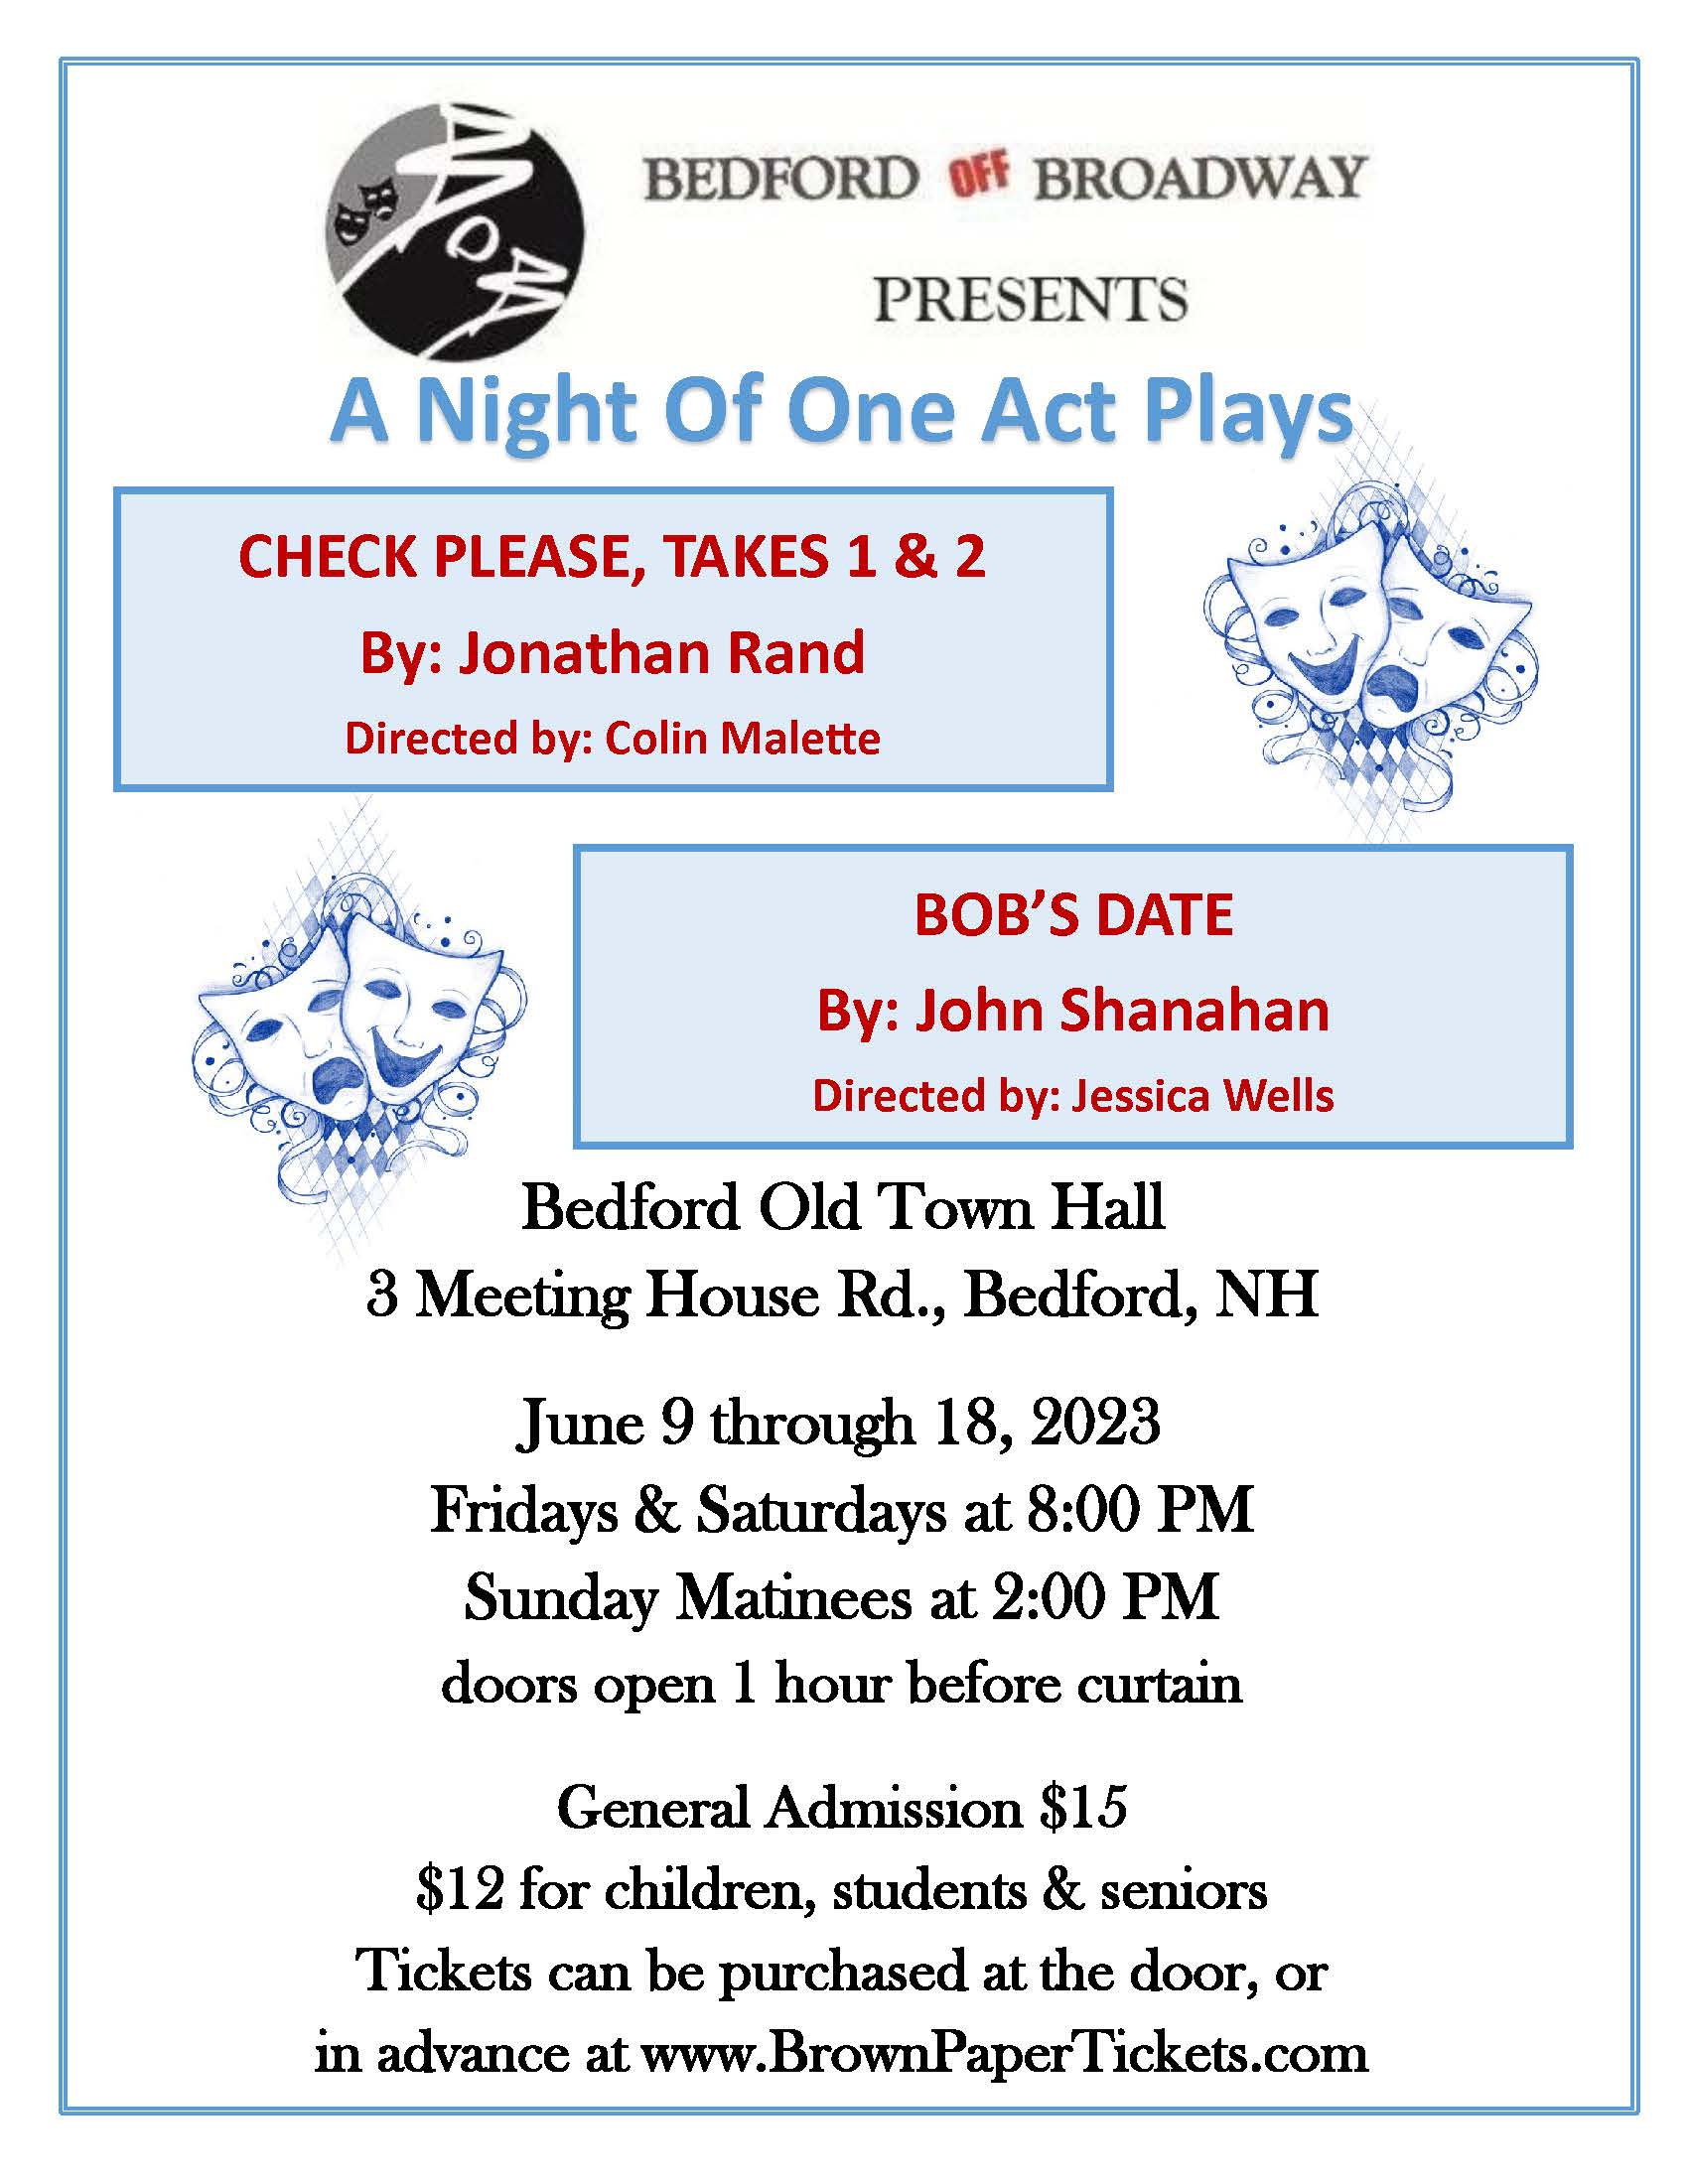 BoB
BEDFORD OFF BROADWAY
PRESENTS
A Night Of One Act Plays
CHECK PLEASE, TAKES 1 & 2
By: Jonathan Rand
Directed by: Colin Malette
BOB’S DATE
By: John Shanahan
Directed by: Jessica Wells
Bedford Old Town Hall
3 Meeting House Rd., Bedford, NH
June 9 through 18, 2023
Fridays & Saturdays at 8:00 PM
Sunday Matinees at 2:00 PM
doors open 1 hour before curtain
General Admission $15
$12 for children, students & seniors
Tickets can be purchased at the door, or
in advance at www.BrownPaperTickets.com